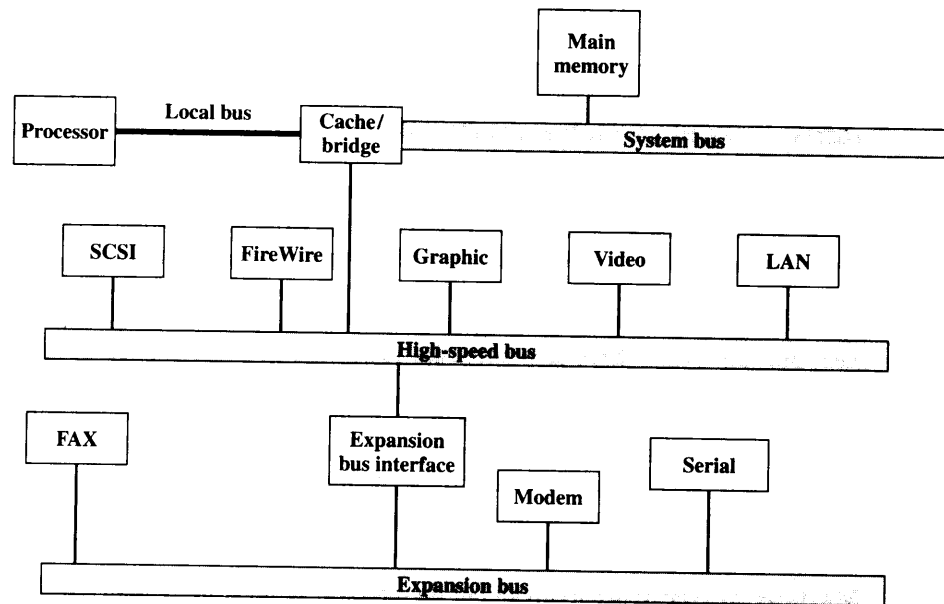 Main
memory
Local bus
Processor
Cache/
bridge
System bus
SCSI
FireWire
Graphic
Video
LAN
High-speed bus
FAX
Expansion
bus interface
Serial
Modem
Expansion bus